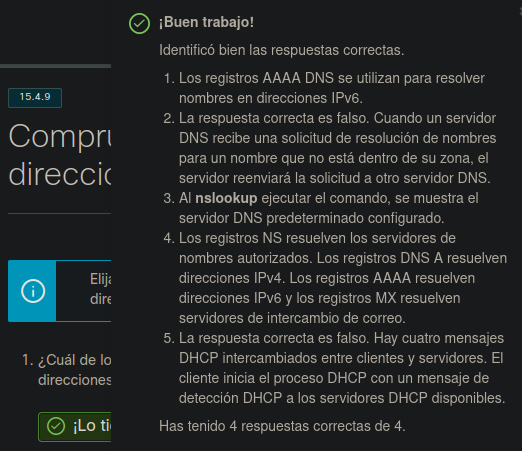 ¡Buen trabajo!
Identificó bien las respuestas correctas.
1. Los registros AAAA DNS se utilizan para resolver
nombres en direcciones IPv6.
2. La respuesta correcta es falso. Cuando un servidor
DNS recibe una solicitud de resolución de nombres
para un nombre que no está dentro de su zona, el
servidor reenviará la solicitud a otro servidor DNS.
3. Al nslookup ejecutar el comando, se muestra el
servidor DNS predeterminado configurado.
4. Los registros NS resuelven los servidores de
nombres autorizados. Los registros DNS A resuelven
direcciones IPv4. Los registros AAAA resuelven
direcciones IPv6 y los registros MX resuelven
servidores de intercambio de correo.
5. La respuesta correcta es falso. Hay cuatro mensajes
DHCP intercambiados entre clientes y servidores. El
cliente inicia el proceso DHCP con un mensaje de
detección DHCP a los servidores DHCP disponibles.
Has tenido 4 respuestas correctas de 4.
15.4.9
Compru
direcció
Elija
dire
1. ¿Cuál de lo
direcciones
¡Lo ti